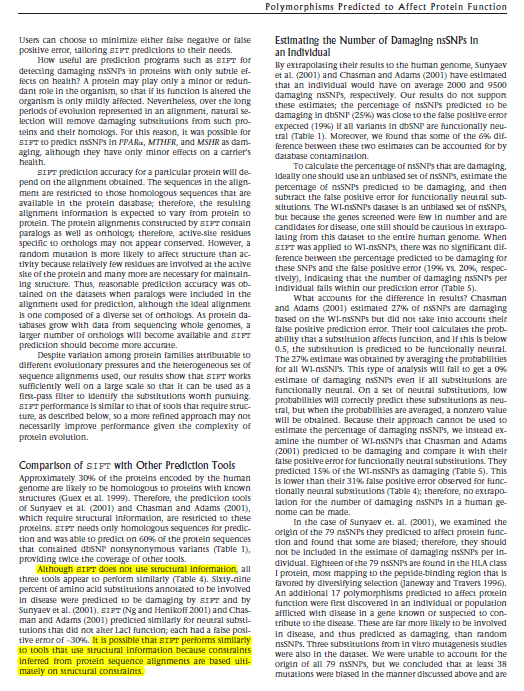 Polymorphisms Predicted to Affect Protein Function
Users can choose to minimize either false negative or false
positive error, tailoring SIFT predictions to their needs.
How useful are prediction programs such as SIFT for
detecting damaging nsSNPs in proteins with only subtle ef-
fects on health? A protein may play only a minor or redun-
dant role in the organism, so that if its function is altered the
organism is only mildly affected. Nevertheless, over the long
periods of evolution represented in an alignment, natural se-
lection will remove damaging substitutions from such pro-
teins and their homologs. For this reason, it was possible for
SIFT to predict nsSNPs in PPARα, MTHFR, and MSHR as dam-
aging, although they have only minor effects on a carrier's
health.
SIFT prediction accuracy for a particular protein will de-
pend on the alignment obtained. The sequences in the align-
ment are restricted to those homologous sequences that are
available in the protein database; therefore, the resulting
alignment information is expected to vary from protein to
protein. The protein alignments constructed by SIFT contain
paralogs as well as orthologs; therefore, active-site residues
specific to orthologs may not appear conserved. However, a
random mutation is more likely to affect structure than ac-
tivity because relatively few residues are involved at the active
site of the protein and many more are necessary for maintain-
ing structure. Thus, reasonable prediction accuracy was ob-
tained on the datasets when paralogs were included in the
alignment used for prediction, although the ideal alignment
is one composed of a diverse set of orthologs. As protein da-
tabases grow with data from sequencing whole genomes, a
larger number of orthologs will become available and SIFT
prediction should become more accurate.
Despite variation among protein families attributable to
different evolutionary pressures and the heterogeneous set of
sequence alignments used, our results show that SIFT works
sufficiently well on a large scale so that it can be used as a
first-pass filter to identify the substitutions worth pursuing.
SIFT performance is similar to that of tools that require struc-
ture, as described below, so a more refined approach may not
necessarily improve performance given the complexity of
protein evolution.
Comparison of SIFT with Other Prediction Tools
Approximately 30% of the proteins encoded by the human
genome are likely to be homologous to proteins with known
structures (Guex et al. 1999). Therefore, the prediction tools
of Sunyaev et al. (2001) and Chasman and Adams (2001),
which require structural information, are restricted to these
proteins. SIFT needs only homologous sequences for predic-
tion and was able to predict on 60% of the protein sequences
that contained dbSNP nonsynonymous variants (Table 1),
providing twice the coverage of other tools.
Although SIFT does not use structural information, all
three tools appear to perform similarly (Table 4). Sixty-nine
percent of amino acid substitutions annotated to be involved
in disease were predicted to be damaging by SIFT and by
Sunyaev et al. (2001). SIFT (Ng and Henikoff 2001) and Chas-
man and Adams (2001) predicted similarly for neutral substi-
tutions that did not alter LacI function; each had a false posi-
tive error of ~30%. It is possible that SIFT performs similarly
to tools that use structural information because constraints
inferred from protein sequence alignments are based ulti-
mately on structural constraints.
Estimating the Number of Damaging nsSNPs in
an Individual
By extrapolating their results to the human genome, Sunyaev
et al. (2001) and Chasman and Adams (2001) have estimated
that an individual would have on average 2000 and 9500
damaging nsSNPs, respectively. Our results do not support
these estimates; the percentage of nsSNPs predicted to be
damaging in dbSNP (25%) was close to the false positive error
expected (19%) if all variants in dbSNP are functionally neu-
tral (Table 1). Moreover, we found that some of the 6% dif-
ference between these two estimates can be accounted for by
database contamination.
To calculate the percentage of nsSNPs that are damaging,
ideally one should use an unbiased set of nsSNPs, estimate the
percentage of nsSNPs predicted to be damaging, and then
subtract the false positive error for functionally neutral sub-
stitutions. The WI-nsSNPs dataset is an unbiased set of nsSNPs,
but because the genes screened were few in number and are
candidates for disease, one still should be cautious in extrapo-
lating from this dataset to the entire human genome. When
SIFT was applied to WI-nsSNPs, there was no significant dif-
ference between the percentage predicted to be damaging for
these SNPs and the false positive error (19% vs. 20%, respec-
tively), indicating that the number of damaging nsSNPs per
individual falls within our prediction error (Table 5).
What accounts for the difference in results? Chasman
and Adams (2001) estimated 27% of nsSNPs are damaging
based on the WI-nsSNPs but did not take into account their
false positive prediction error. Their tool calculates the prob-
ability that a substitution affects function, and if this is below
0.5, the substitution is predicted to be functionally neutral.
The 27% estimate was obtained by averaging the probabilities
for all WI-nsSNPs. This type of analysis will fail to get a 0%
estimate of damaging nsSNPs even if all substitutions are
functionally neutral. On a set of neutral substitutions, low
probabilities will correctly predict these substitutions as neu-
tral, but when the probabilities are averaged, a nonzero value
will be obtained. Because their approach cannot be used to
estimate the percentage of damaging nsSNPs, we instead ex-
amine the number of WI-nsSNPs that Chasman and Adams
(2001) predicted to be damaging and compare it with their
false positive error for functionally neutral substitutions. They
predicted 15% of the WI-nsSNPs as damaging (Table 5). This
is lower than their 31% false positive error observed for func-
tionally neutral substitutions (Table 4); therefore, no extrapo-
lation for the number of damaging nsSNPs in a human ge-
nome can be made.
In the case of Sunyaev et. al. (2001), we examined the
origin of the 79 nsSNPs they predicted to affect protein func-
tion and found that some are biased; therefore, they should
not be included in the estimate of damaging nsSNPs per in-
dividual. Eighteen of the 79 nsSNPs are found in the HLA class
I protein, most mapping to the peptide-binding region that is
favored by diversifying selection (Janeway and Travers 1996).
An additional 17 polymorphisms predicted to affect protein
function were first discovered in an individual or population
afflicted with disease in a gene known or suspected to con-
tribute to the disease. These are far more likely to be involved
in disease, and thus predicted as damaging, than random
nsSNPs. Three substitutions from in vitro mutagenesis studies
were also in the dataset. We were unable to account for the
origin of all 79 nsSNPs, but we concluded that at least 38
mutations were biased in the manner discussed above and are